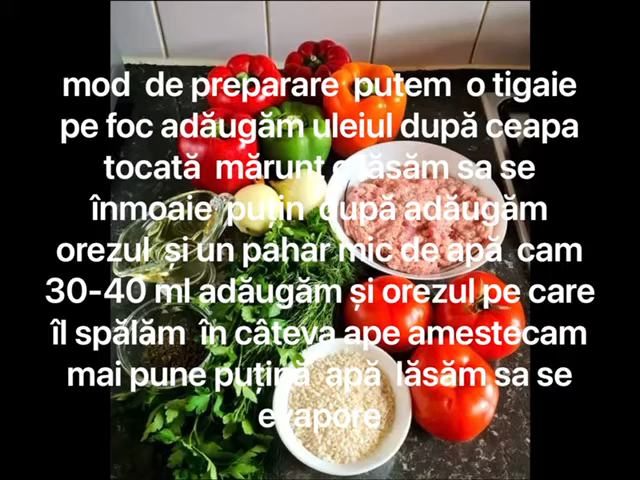 mod de preparare putem o tigaie
pe foc adăugăm uleiul după ceapa
tocată mărunt o lăsăm sa se
înmoaie puțin după adăugăm
orezul si un pahar mic de apă cam
30-40 ml adăugăm și orezul pe care
îl spălăm în câteva ape amestecam
mai pune puțină apă lăsăm sa se
evapore